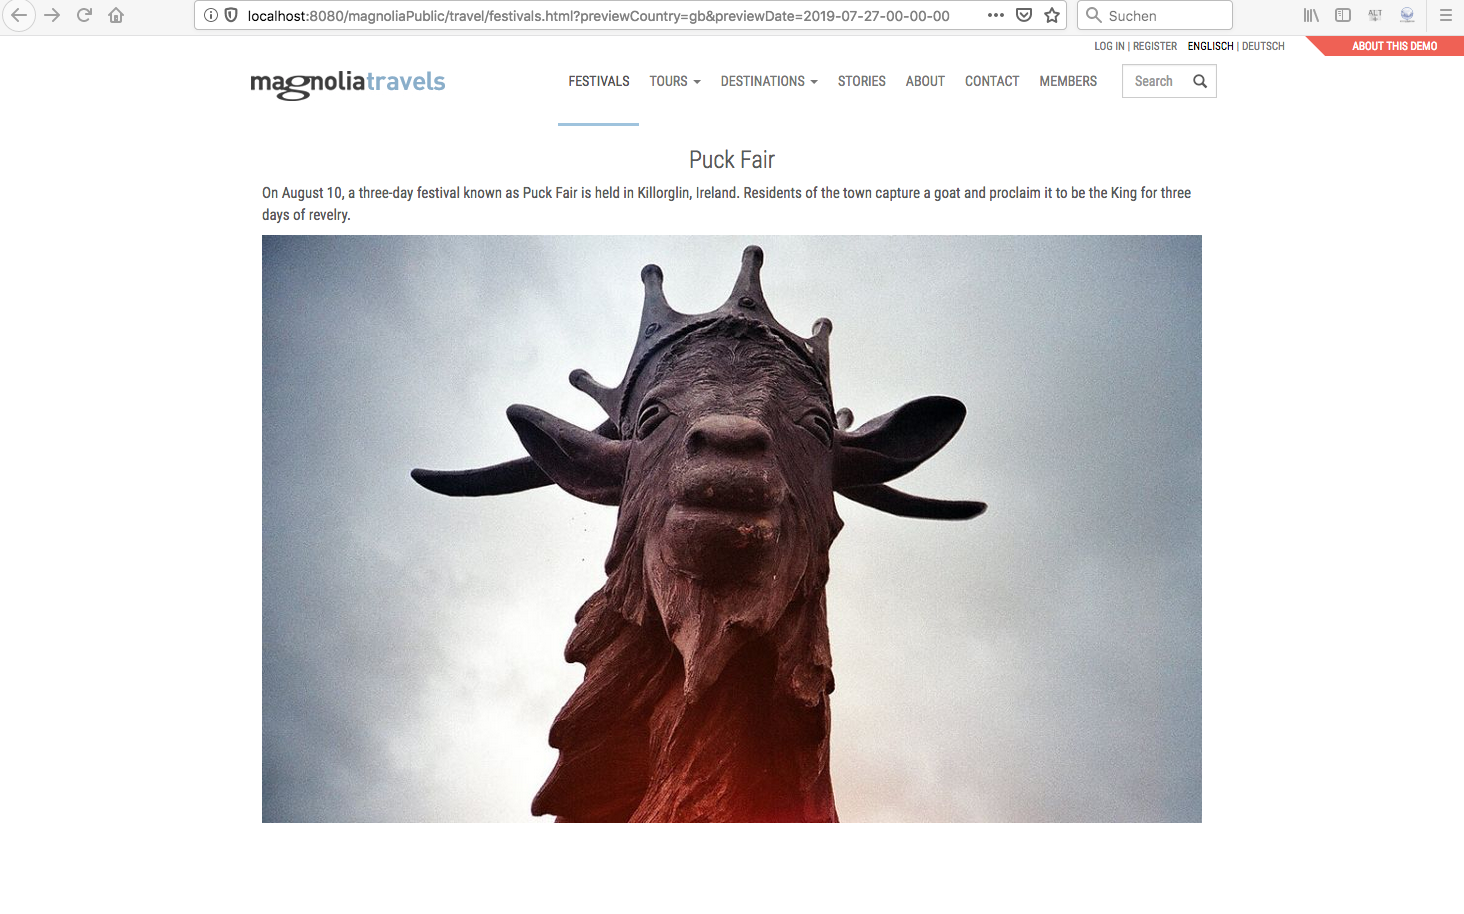 localhost:8080/magnoliaPublic/travel/festivals.html?previewCountry=gb&previewDate=2019-07-27-00-00-00
Suchen
ALT
LOG IN | REGISTER ENGLISCH | DEUTSCH
ABOUT THIS DEMO
magnoliatravels
FESTIVALS TOURS DESTINATIONS STORIES ABOUT CONTACT MEMBERS
Search
Puck Fair
On August 10, a three-day festival known as Puck Fair is held in Killorglin, Ireland. Residents of the town capture a goat and proclaim it to be the King for three
days of revelry.